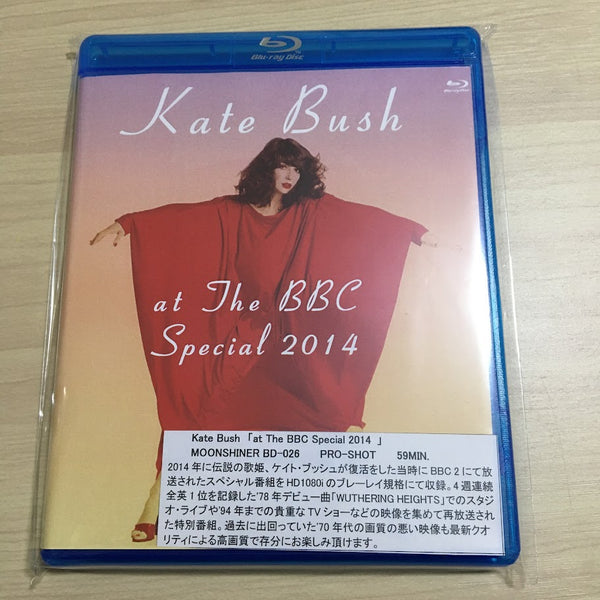 Blu-ray Disc
Blu-ray Disc
Kate Bush
at The BBC
Special 2014
Kate Bush 「at The BBC Special 2014 」
MOONSHINER BD-026 PRO-SHOT 59MIN.
2014年に伝説の歌姫、ケイト・ブッシュが復活をした当時にBBC2にて放
送されたスペシャル番組をHD1080iのブレーレイ規格にて収録。4週連続
全英1位を記録した'78年デビュー曲「WUTHERING HEIGHTS」でのスタジ
オ・ライブや'94年までの貴重なTVショーなどの映像を集めて再放送され
た特別番組。過去に出回っていた'70年代の画質の悪い映像も最新クオ
リティによる高画質で存分にお楽しみ頂けます。